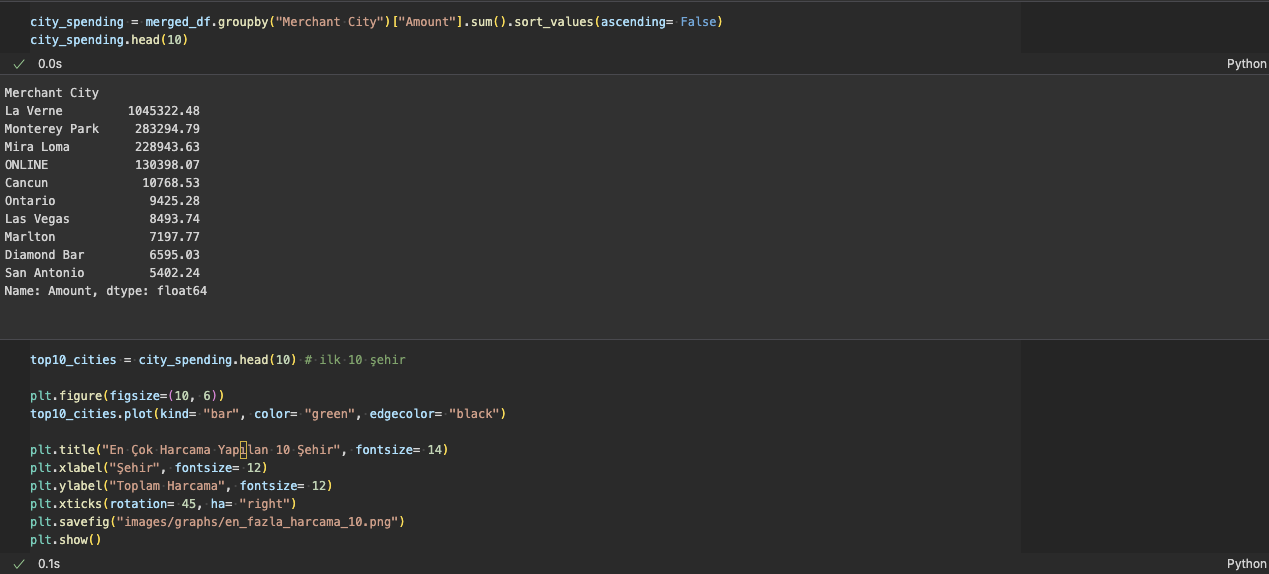 city_spending = merged_df.groupby("Merchant City")["Amount"].sum().sort_values(ascending= False)
city_spending.head(10)
0.0s
Python
Merchant City
La Verne         1045322.48
Monterey Park     283294.79
Mira Loma         228943.63
ONLINE            130398.07
Cancun             10768.53
Ontario             9425.28
Las Vegas           8493.74
Marlton             7197.77
Diamond Bar         6595.03
San Antonio         5402.24
Name: Amount, dtype: float64
top10_cities = city_spending.head(10) # ilk 10 şehir
plt.figure(figsize=(10, 6))
top10_cities.plot(kind= "bar", color= "green", edgecolor= "black")
plt.title("En Çok Harcama Yapılan 10 Şehir", fontsize= 14)
plt.xlabel("Şehir", fontsize= 12)
plt.ylabel("Toplam Harcama", fontsize= 12)
plt.xticks(rotation= 45, ha= "right")
plt.savefig("images/graphs/en_fazla_harcama_10.png")
plt.show()
0.1s
Python